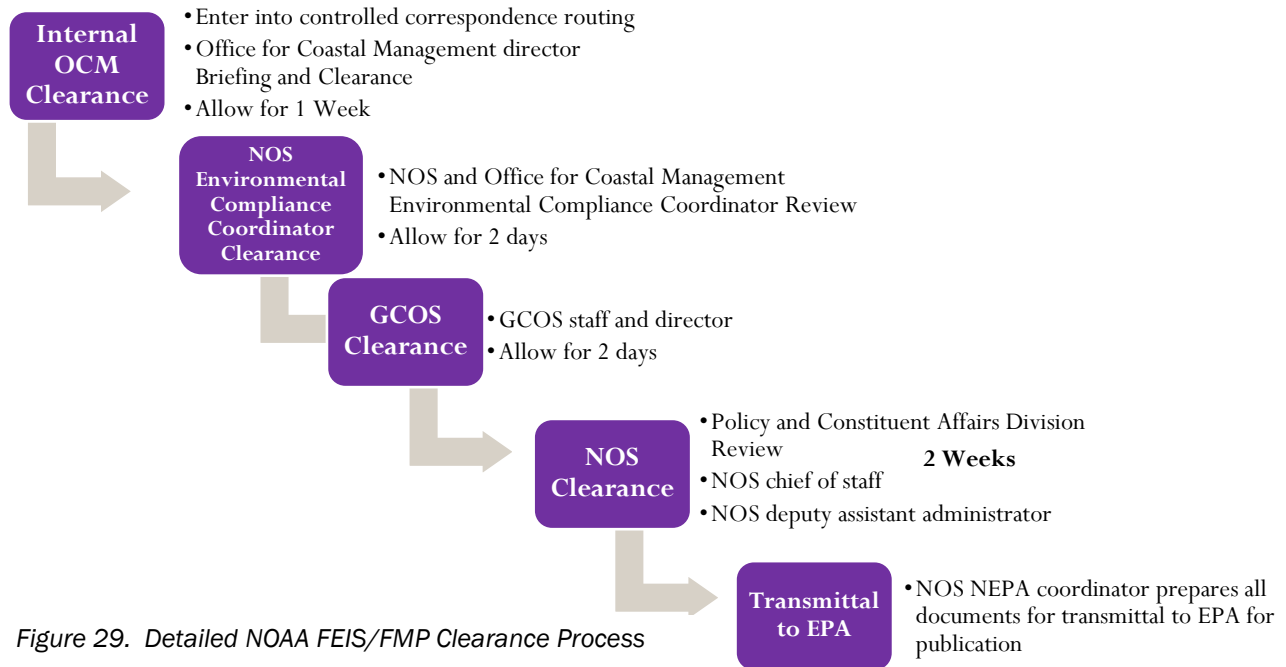 Internal
OCM
Clearance
•Enter into controlled correspondence routing
•Office for Coastal Management director
Briefing and Clearance
•Allow for 1 Week
NOS
Environmental
Compliance
Coordinator
Clearance
•NOS and Office for Coastal Management
Environmental Compliance Coordinator Review
•Allow for 2 days
GCOS
Clearance
•GCOS staff and director
•Allow for 2 days
NOS
Clearance
•Policy and Constituent Affairs Division
Review
2 Weeks
•NOS chief of staff
•NOS deputy assistant administrator
Transmittal
to EPA
•NOS NEPA coordinator prepares all
documents for transmittal to EPA for
publication
Figure 29. Detailed NOAA FEIS/FMP Clearance Process